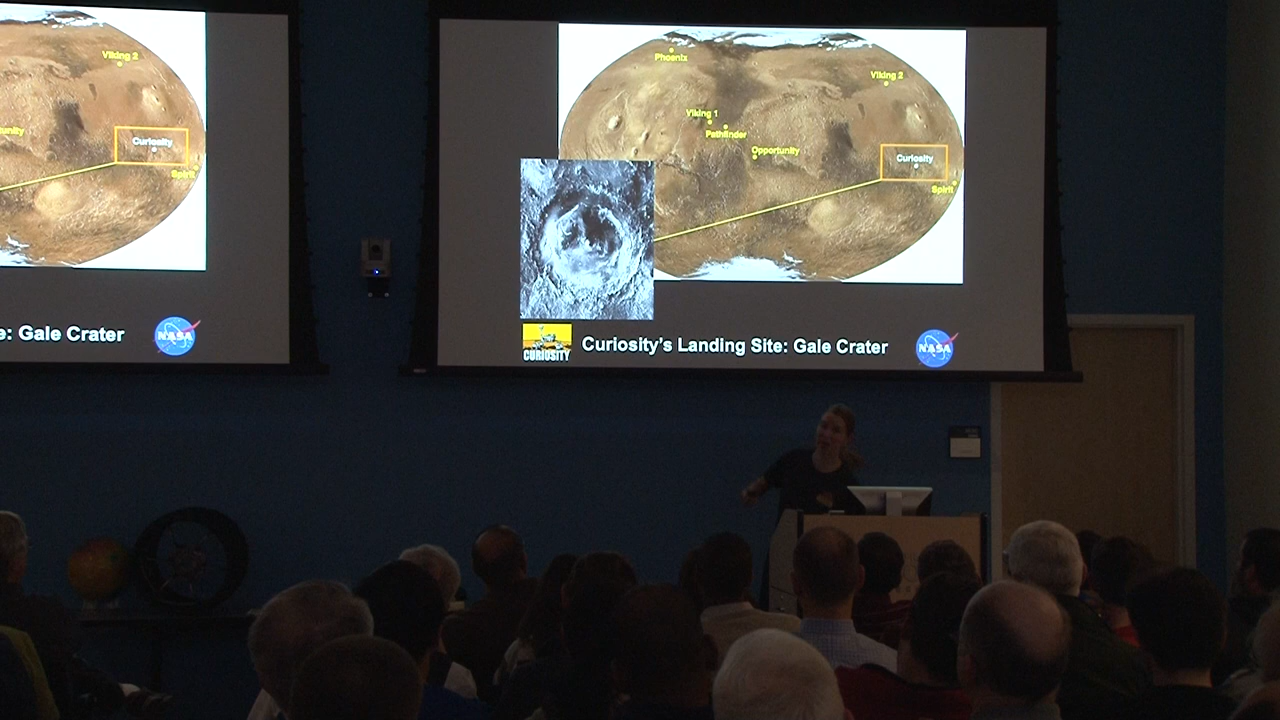 Viking 2
tunity
Curiosity
Spirit
e: Gale Crater
NASA
Phoenix
Viking 2
Viking 1
Pathfinder
Opportunity
Curiosity
Spirit
CURIOSITY
Curiosity's Landing Site: Gale Crater
NASA